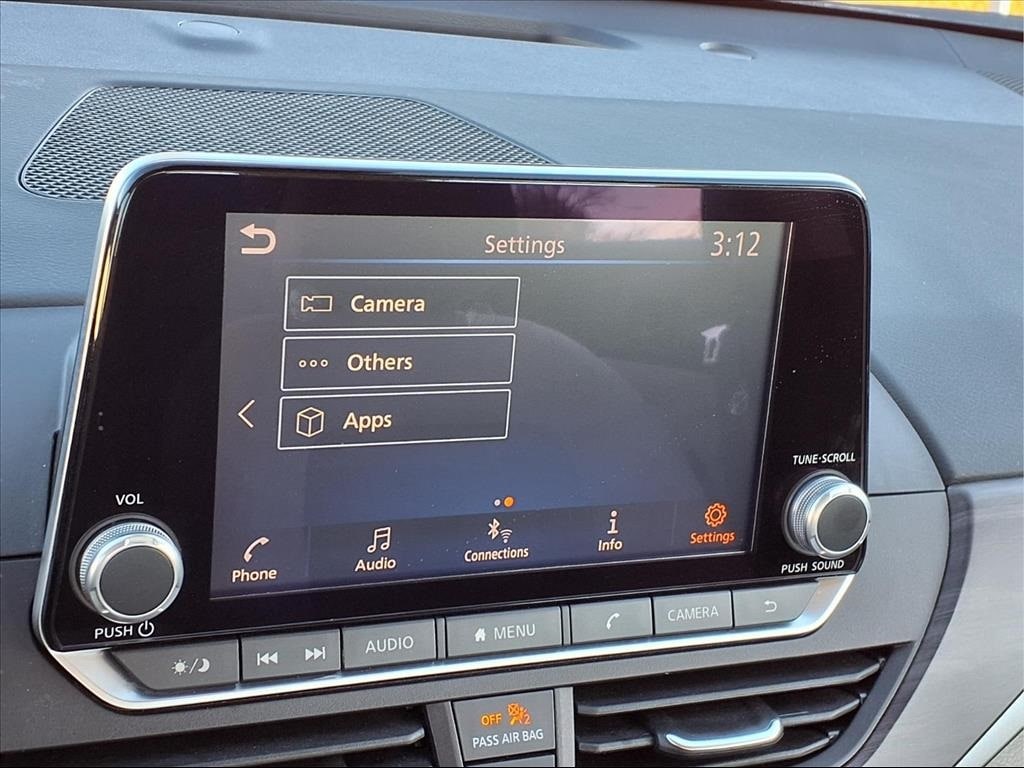 Settings 3:12
Camera
Others
Apps
VOL
TUNE·SCROLL
Phone Audio Connections Info Settings
PUSH
PUSH SOUND
AUDIO MENU CAMERA
OFF 2
PASS AIR BAG